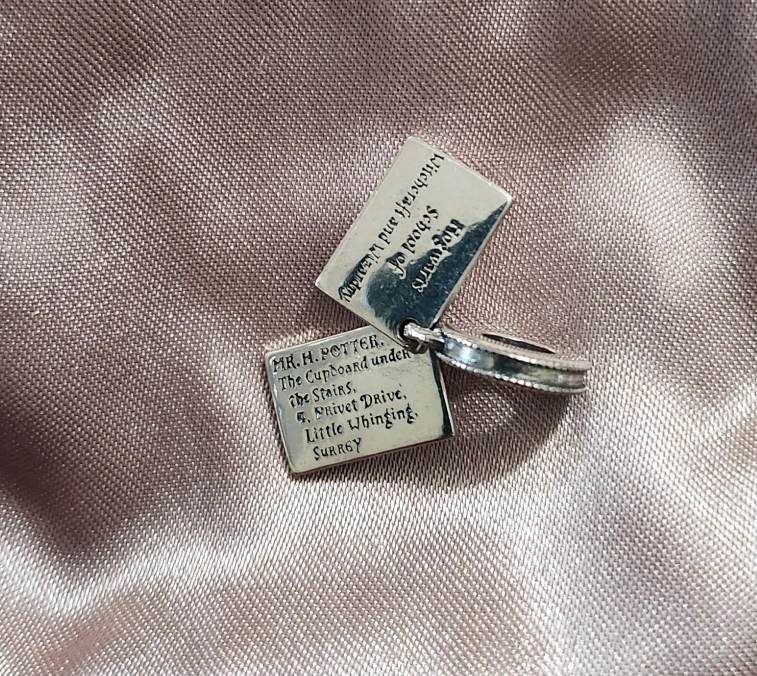 Hogwarts
School of
Witchcraft and Wizardry
MR. H. POTTER,
The Cupboard under
the Stairs,
4, Privet Drive,
Little Whinging,
SURREY